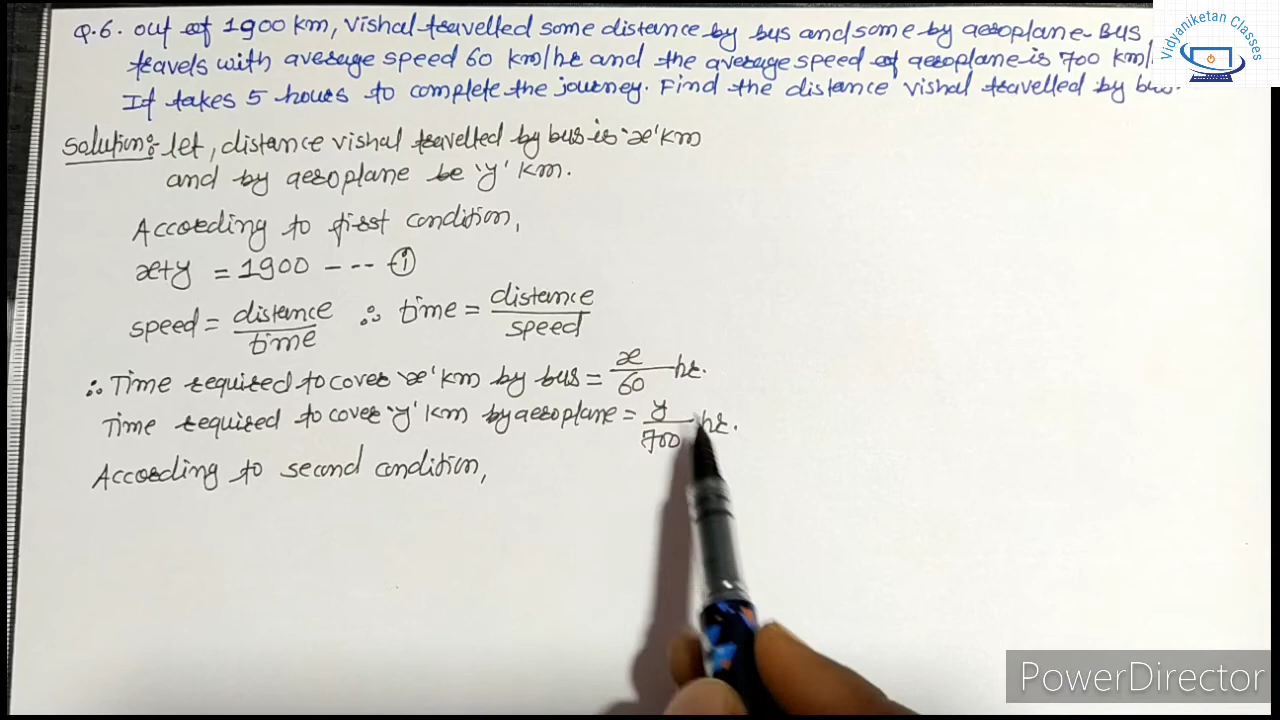 Q.6. Out of 1900 km, Vishal travelled some distance by bus and some by aeroplane. Bus
travels with average speed 60 km/hr and the average speed of aeroplane is 700 km/
It takes 5 hours to complete the journey. Find the distance vishal travelled by bus.
Solution:- let, distance vishal travelled by bus is 'x' km
and by aeroplane be 'y' km.
According to first condition,
x+y = 1900 --- ①
speed = distance/time ∴ time = distance/speed
∴ Time required to cover 'x' km by bus = x/60 hr.
Time required to cover 'y' km by aeroplane = y/700 hr.
According to second condition,
Vidyaniketan Classes
PowerDirector